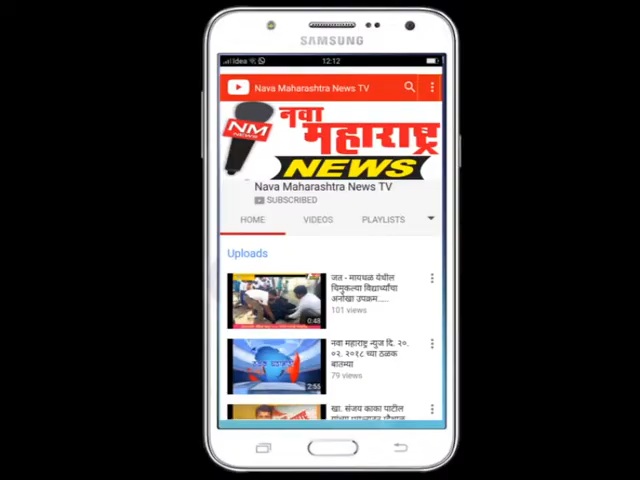 SAMSUNG
Idea
12:12
Nava Maharashtra News TV
NM
NEWS
नवा
महाराष्ट्र
NEWS
Nava Maharashtra News TV
SUBSCRIBED
HOME VIDEOS PLAYLISTS
Uploads
जत - मायथळ येथील
चिमुकल्या विद्यार्थ्यांचा
अनोखा उपक्रम.....
101 views
0:48
नवा महाराष्ट्र न्युज दि. २०.
०२. २०१८ च्या ठळक
बातम्या
79 views
2:55
खा. संजय काका पाटील